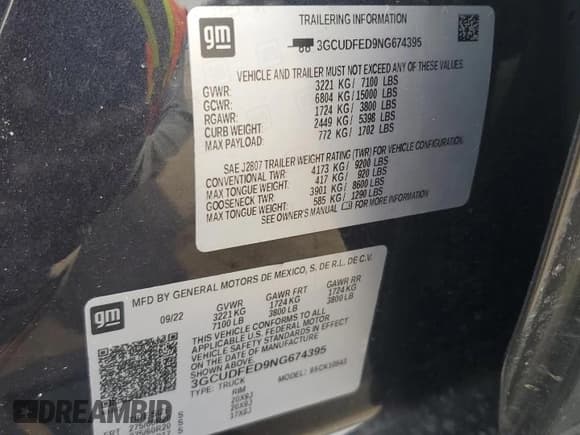 gm
TRAILERING INFORMATION
3GCUDFED9NG674395
VEHICLE AND TRAILER MUST NOT EXCEED ANY OF THESE VALUES.
GVWR: 3221 KG/ 7100 LBS
GCWR: 6804 KG/15000 LBS
RGAWR: 1724 KG/ 3800 LBS
CURB WEIGHT: 2449 KG/ 5398 LBS
MAX PAYLOAD: 772 KG/ 1702 LBS
SAE J2807 TRAILER WEIGHT RATING (TWR) FOR VEHICLE CONFIGURATION.
CONVENTIONAL TWR: 4173 KG/ 9200 LBS
MAX TONGUE WEIGHT: 417 KG/ 920 LBS
GOOSENECK TWR: 3901 KG/ 8600 LBS
MAX TONGUE WEIGHT: 585 KG/ 1290 LBS
SEE OWNER'S MANUAL FOR MORE INFORMATION
gm
MFD BY GENERAL MOTORS DE MEXICO, S. DE R.L. DE C.V.
09/22
GVWR GAWR FRT GAWR RR
3221 KG 1724 KG 1724 KG
7100 LB 3800 LB 3800 LB
THIS VEHICLE CONFORMS TO ALL
APPLICABLE U.S. FEDERAL MOTOR
VEHICLE SAFETY STANDARDS IN EFFECT
ON THE DATE OF MANUFACTURE SHOWN ABOVE.
3GCUDFED9NG674395
TYPE: TRUCK MODEL:
RIM
20X9J
20X9J
17X8J
FRT
275/60R20
DREAMBID